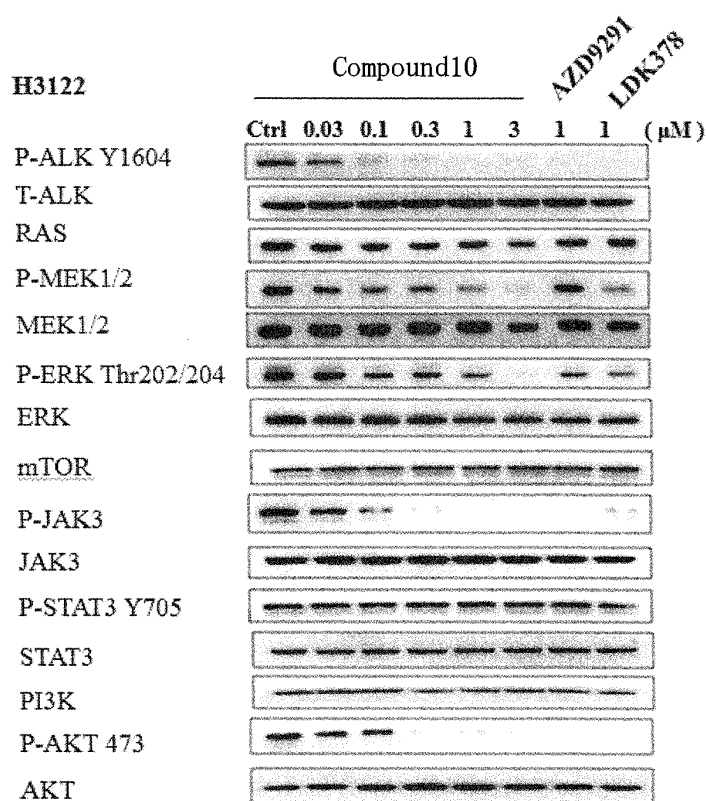 H3122
Compound10
AZD9291
LDK378
Ctrl 0.03 0.1 0.3 1 3 1 1 (μM)
P-ALK Y1604
T-ALK
RAS
P-MEK1/2
MEK1/2
P-ERK Thr202/204
ERK
mTOR
P-JAK3
JAK3
P-STAT3 Y705
STAT3
PI3K
P-AKT 473
AKT